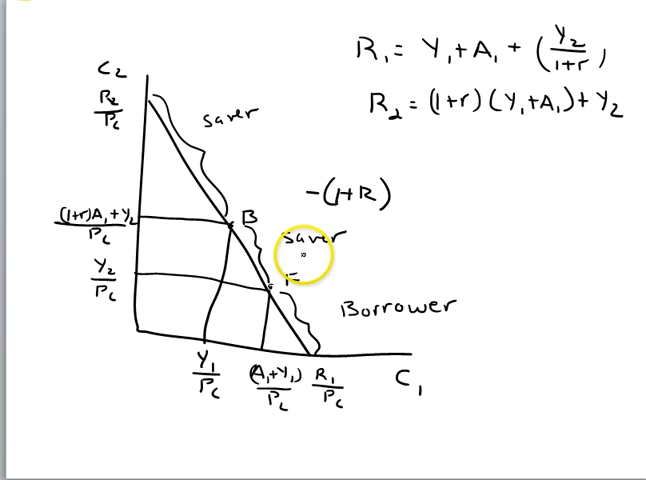 R₁ = Y₁ + A₁ + (Y₂/1+r)
R₂ = (1+r)(Y₁+A₁) + Y₂
C₂
R₂/P_c
saver
-(1+R)
(1+r)A₁+Y₂/P_c
B
saver
Y₂/P_c
F
Borrower
Y₁/P_c
(A₁+Y₁)/P_c
R₁/P_c
C₁